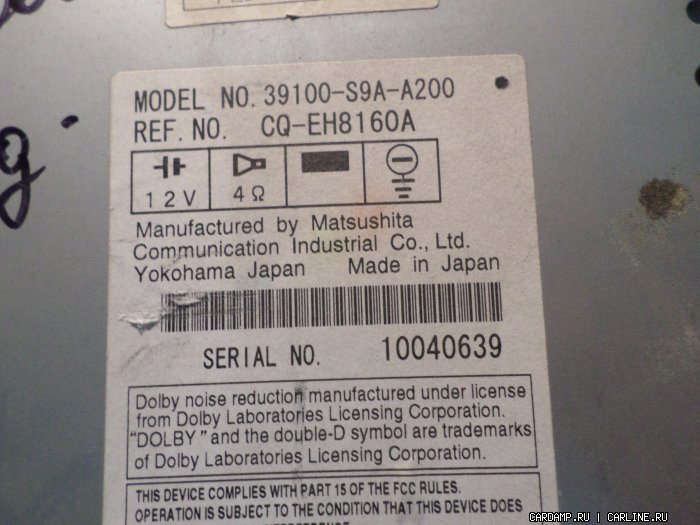 MODEL NO. 39100-S9A-A200
REF. NO. CQ-EH8160A
12V
4Ω
Manufactured by Matsushita
Communication Industrial Co., Ltd.
Yokohama Japan Made in Japan
SERIAL NO. 10040639
Dolby noise reduction manufactured under license
from Dolby Laboratories Licensing Corporation.
"DOLBY" and the double-D symbol are trademarks
of Dolby Laboratories Licensing Corporation.
THIS DEVICE COMPLIES WITH PART 15 OF THE FCC RULES.
OPERATION IS SUBJECT TO THE CONDITION THAT THIS DEVICE DOES
CARDAMP.RU | CARLINE.RU